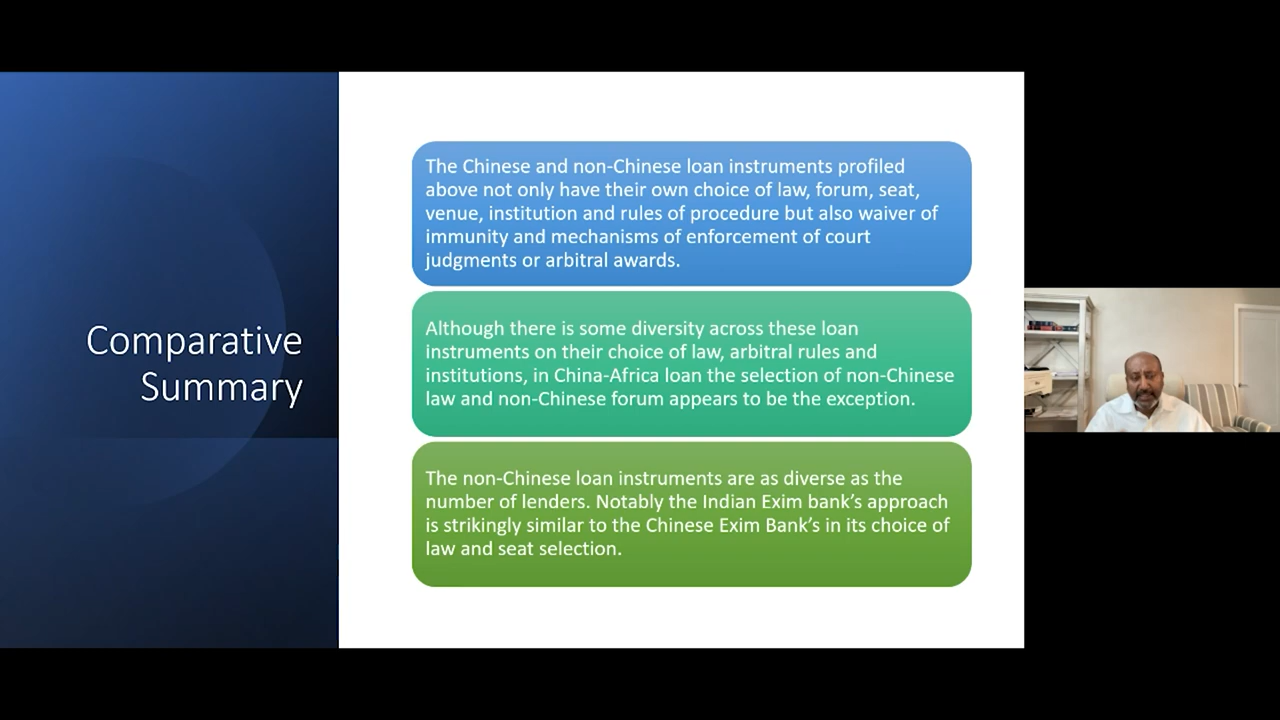 Comparative
Summary
The Chinese and non-Chinese loan instruments profiled
above not only have their own choice of law, forum, seat,
venue, institution and rules of procedure but also waiver of
immunity and mechanisms of enforcement of court
judgments or arbitral awards.
Although there is some diversity across these loan
instruments on their choice of law, arbitral rules and
institutions, in China-Africa loan the selection of non-Chinese
law and non-Chinese forum appears to be the exception.
The non-Chinese loan instruments are as diverse as the
number of lenders. Notably the Indian Exim bank’s approach
is strikingly similar to the Chinese Exim Bank’s in its choice of
law and seat selection.